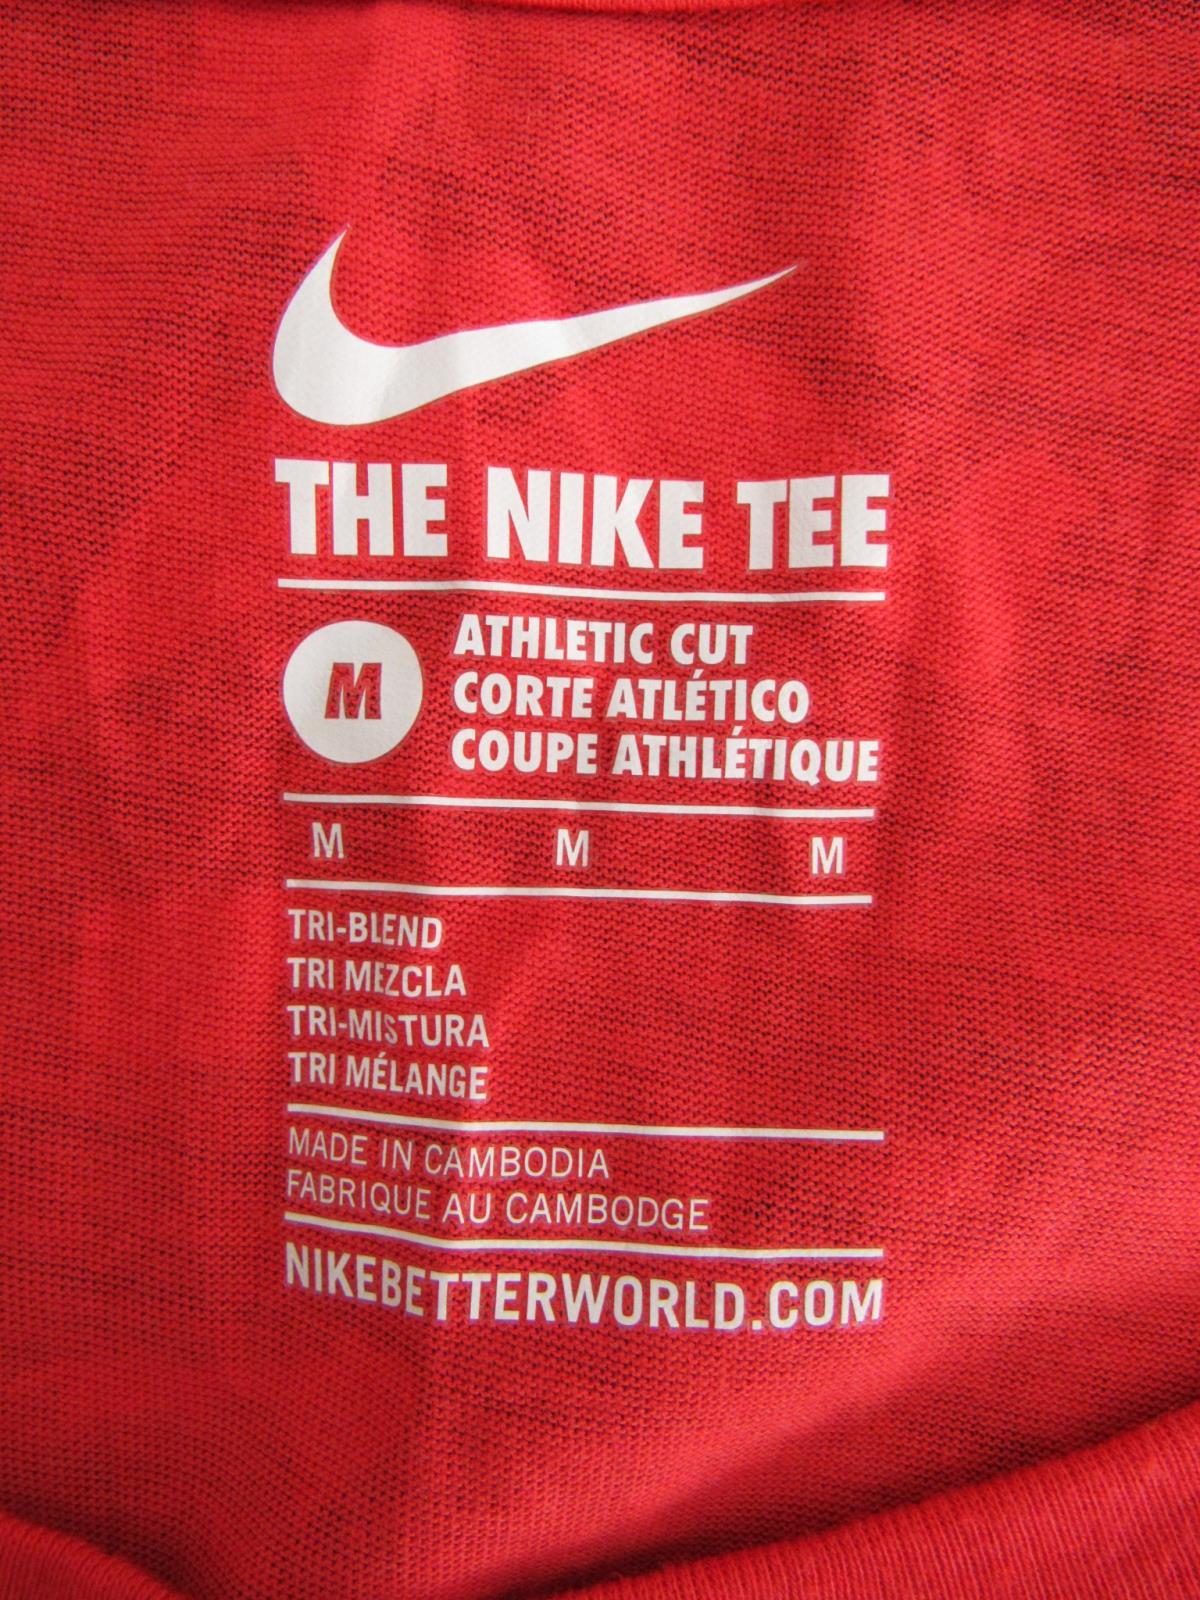 THE NIKE TEE
M
ATHLETIC CUT
CORTE ATLÉTICO
COUPE ATHLÉTIQUE
M M M
TRI-BLEND
TRI MEZCLA
TRI-MISTURA
TRI MÉLANGE
MADE IN CAMBODIA
FABRIQUE AU CAMBODGE
NIKEBETTERWORLD.COM